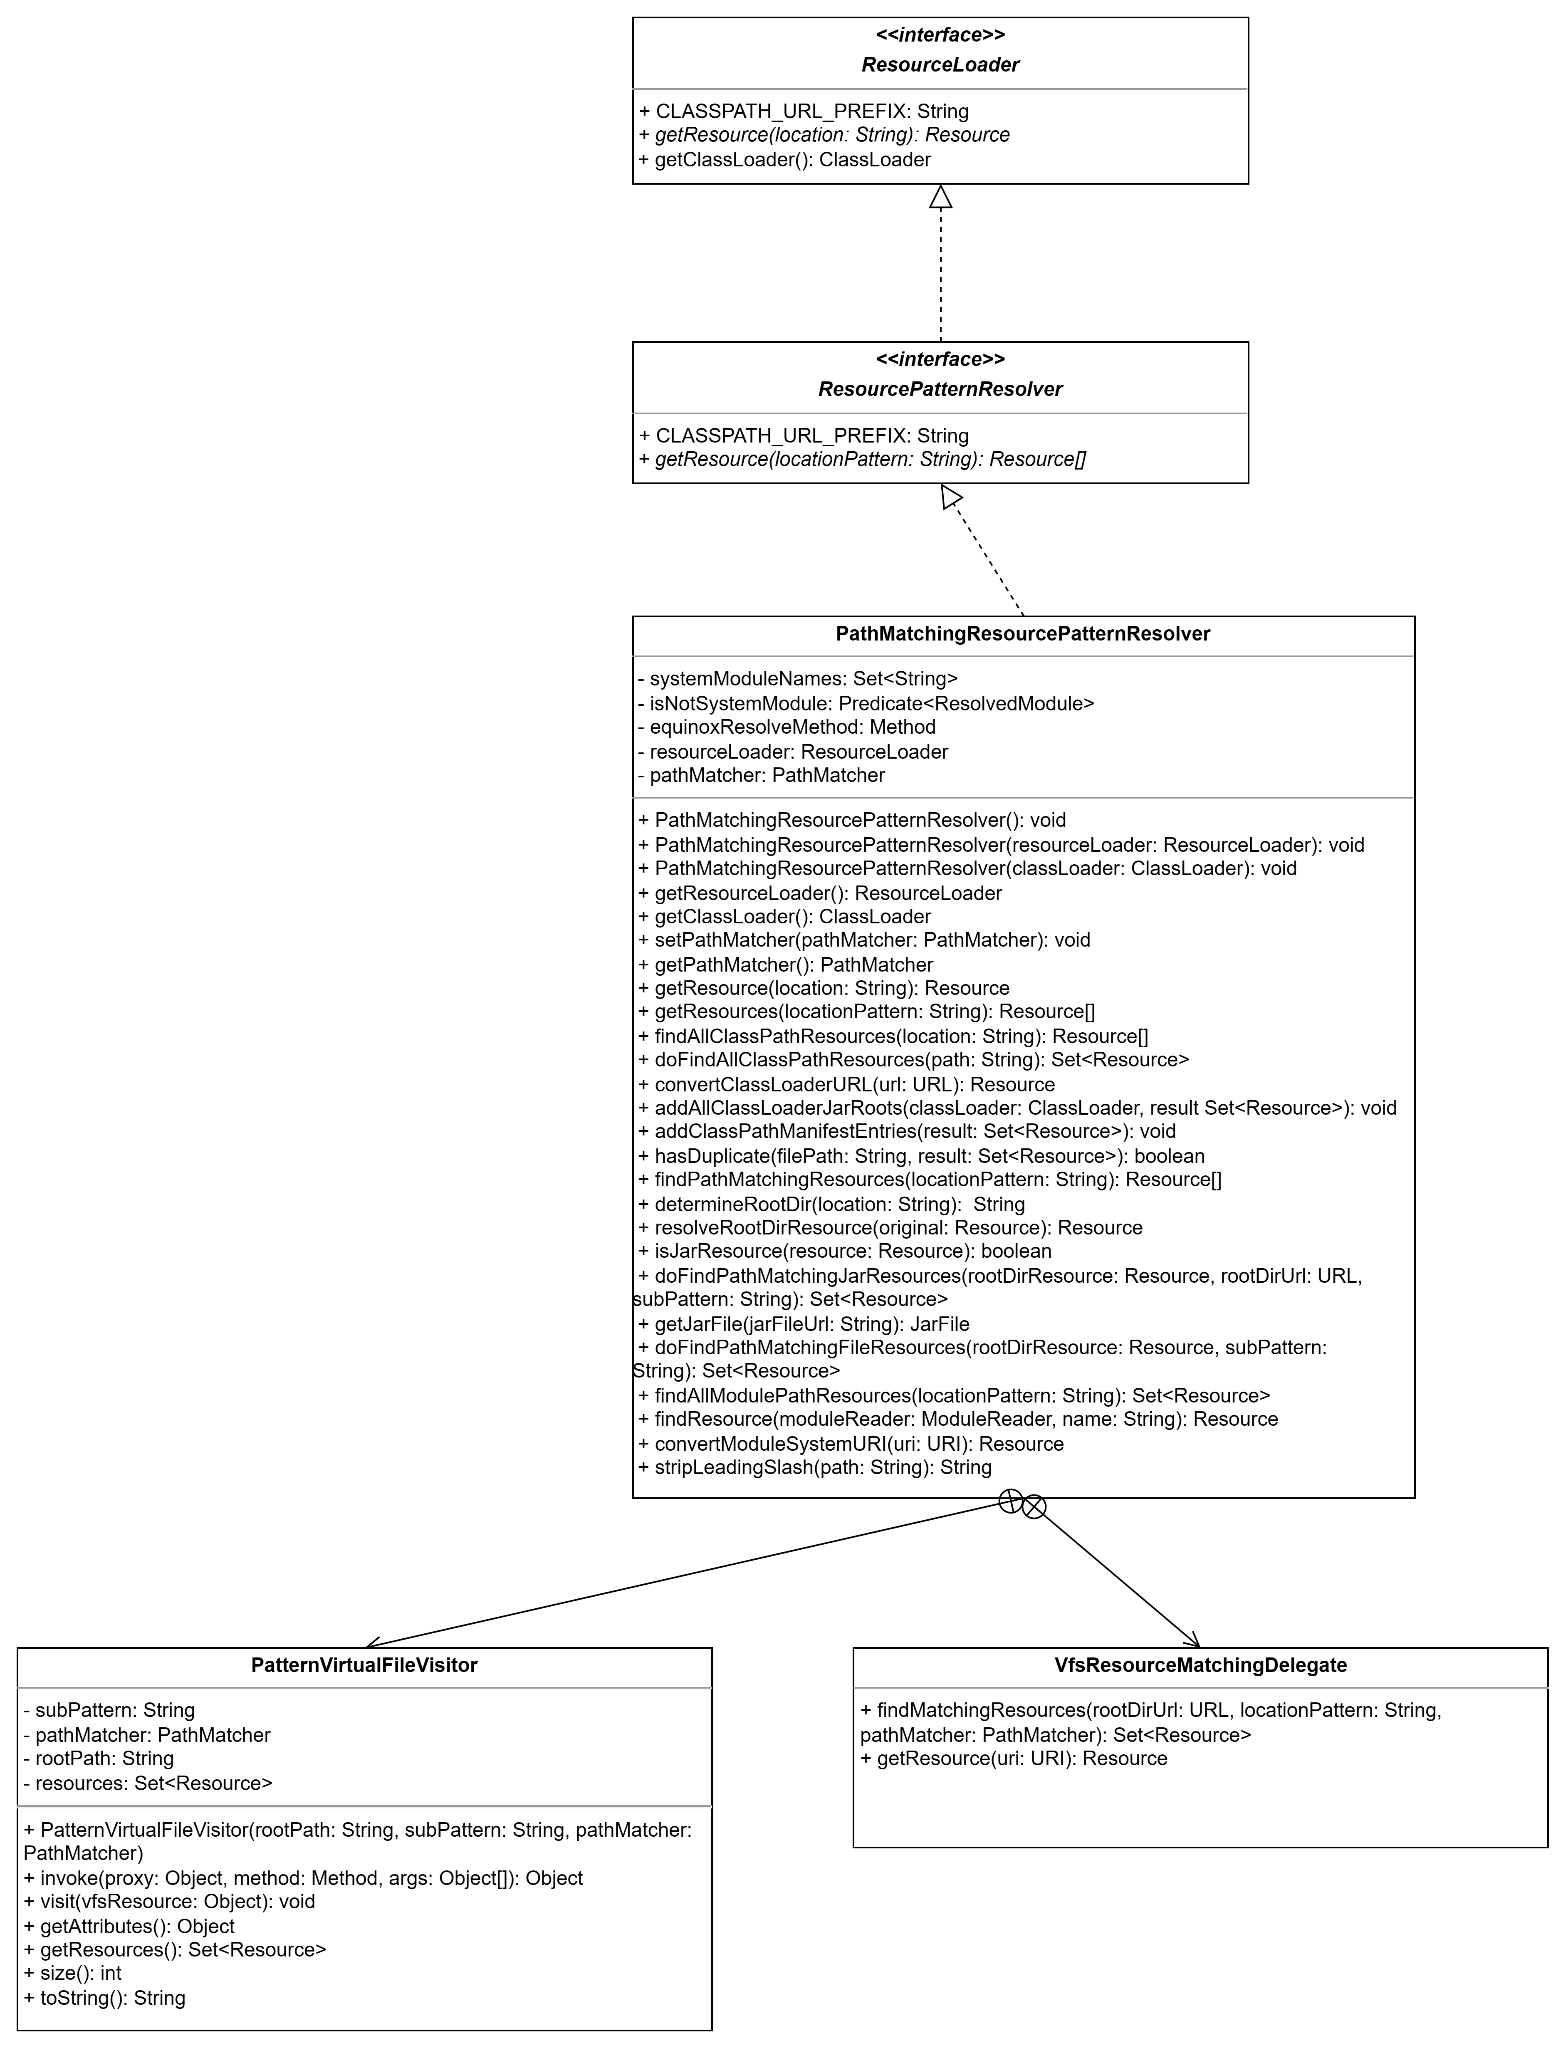 <<interface>>
ResourceLoader
+ CLASSPATH_URL_PREFIX: String
+ getResource(location: String): Resource
+ getClassLoader(): ClassLoader
<<interface>>
ResourcePatternResolver
+ CLASSPATH_URL_PREFIX: String
+ getResource(locationPattern: String): Resource[]
PathMatchingResourcePatternResolver
- systemModuleNames: Set<String>
- isNotSystemModule: Predicate<ResolvedModule>
- equinoxResolveMethod: Method
- resourceLoader: ResourceLoader
- pathMatcher: PathMatcher
+ PathMatchingResourcePatternResolver(): void
+ PathMatchingResourcePatternResolver(resourceLoader: ResourceLoader): void
+ PathMatchingResourcePatternResolver(classLoader: ClassLoader): void
+ getResourceLoader(): ResourceLoader
+ getClassLoader(): ClassLoader
+ setPathMatcher(pathMatcher: PathMatcher): void
+ getPathMatcher(): PathMatcher
+ getResource(location: String): Resource
+ getResources(locationPattern: String): Resource[]
+ findAllClassPathResources(location: String): Resource[]
+ doFindAllClassPathResources(path: String): Set<Resource>
+ convertClassLoaderURL(url: URL): Resource
+ addAllClassLoaderJarRoots(classLoader: ClassLoader, result Set<Resource>): void
+ addClassPathManifestEntries(result: Set<Resource>): void
+ hasDuplicate(filePath: String, result: Set<Resource>): boolean
+ findPathMatchingResources(locationPattern: String): Resource[]
+ determineRootDir(location: String):  String
+ resolveRootDirResource(original: Resource): Resource
+ isJarResource(resource: Resource): boolean
+ doFindPathMatchingJarResources(rootDirResource: Resource, rootDirUrl: URL,
subPattern: String): Set<Resource>
+ getJarFile(jarFileUrl: String): JarFile
+ doFindPathMatchingFileResources(rootDirResource: Resource, subPattern:
String): Set<Resource>
+ findAllModulePathResources(locationPattern: String): Set<Resource>
+ findResource(moduleReader: ModuleReader, name: String): Resource
+ convertModuleSystemURI(uri: URI): Resource
+ stripLeadingSlash(path: String): String
PatternVirtualFileVisitor
- subPattern: String
- pathMatcher: PathMatcher
- rootPath: String
- resources: Set<Resource>
+ PatternVirtualFileVisitor(rootPath: String, subPattern: String, pathMatcher:
PathMatcher)
+ invoke(proxy: Object, method: Method, args: Object[]): Object
+ visit(vfsResource: Object): void
+ getAttributes(): Object
+ getResources(): Set<Resource>
+ size(): int
+ toString(): String
VfsResourceMatchingDelegate
+ findMatchingResources(rootDirUrl: URL, locationPattern: String,
pathMatcher: PathMatcher): Set<Resource>
+ getResource(uri: URI): Resource